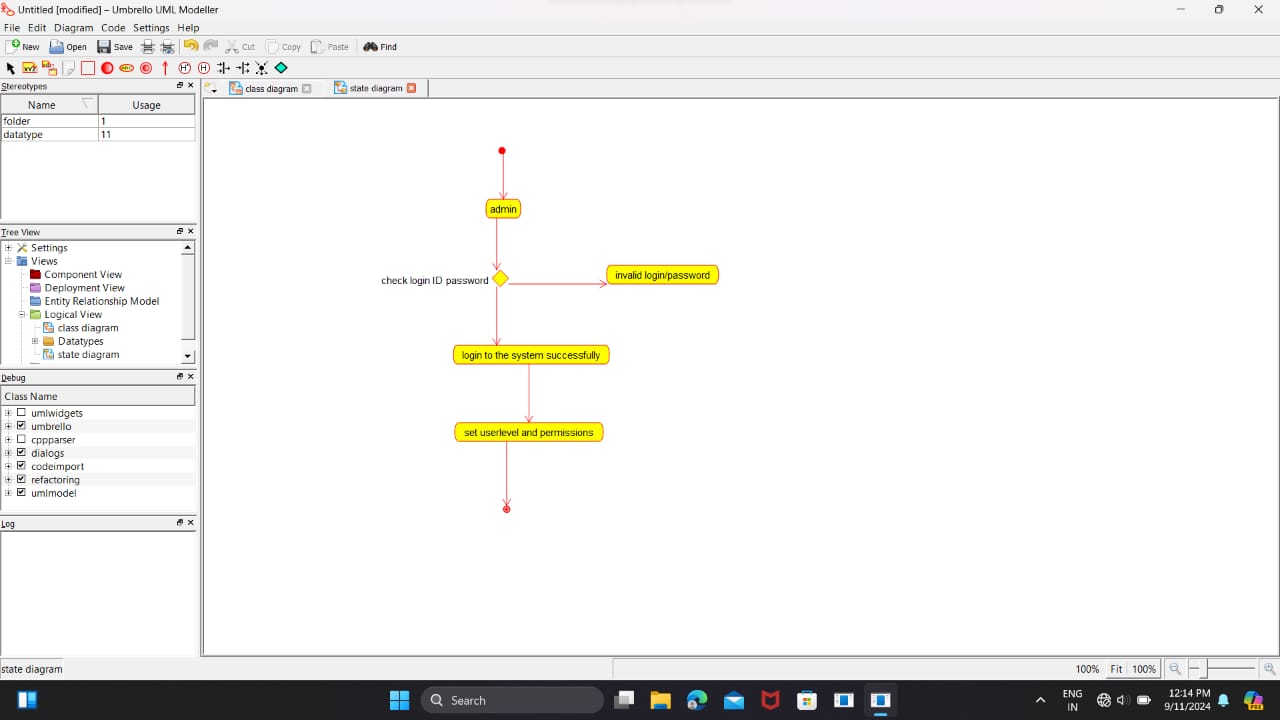 Untitled [modified] – Umbrello UML Modeller
File Edit Diagram Code Settings Help
New Open Save Cut Copy Paste Find
Stereotypes
class diagram state diagram
Name Usage
folder 1
datatype 11
Tree View
Settings
Views
Component View
Deployment View
Entity Relationship Model
Logical View
class diagram
Datatypes
state diagram
Debug
Class Name
umlwidgets
umbrello
cppparser
dialogs
codeimport
refactoring
umlmodel
Log
admin
check login ID password
invalid login/password
login to the system successfully
set userlevel and permissions
state diagram
100% Fit 100%
Search
ENG
IN
12:14 PM
9/11/2024